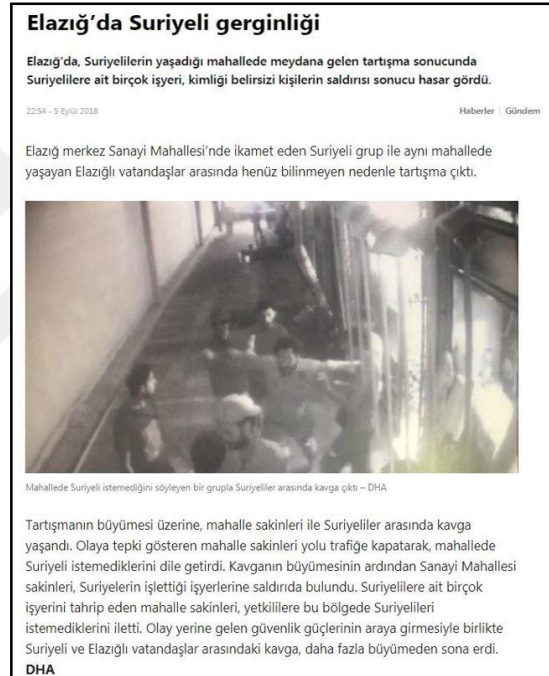 Elazığ’da Suriyeli gerginliği
Elazığ'da, Suriyelilerin yaşadığı mahallede meydana gelen tartışma sonucunda
Suriyelilere ait birçok işyeri, kimliği belirsizi kişilerin saldırısı sonucu hasar gördü.
22:54 - 5 Eylül 2018
Haberler | Gündem
Elazığ merkez Sanayi Mahallesi’nde ikamet eden Suriyeli grup ile aynı mahallede
yaşayan Elazığlı vatandaşlar arasında henüz bilinmeyen nedenle tartışma çıktı.
Mahallede Suriyeli istemediğini söyleyen bir grupla Suriyeliler arasında kavga çıktı – DHA
Tartışmanın büyümesi üzerine, mahalle sakinleri ile Suriyeliler arasında kavga
yaşandı. Olaya tepki gösteren mahalle sakinleri yolu trafiğe kapatarak, mahallede
Suriyeli istemediklerini dile getirdi. Kavganın büyümesinin ardından Sanayi Mahallesi
sakinleri, Suriyelerin işlettiği işyerlerine saldırıda bulundu. Suriyelilere ait birçok
işyerini tahrip eden mahalle sakinleri, yetkililere bu bölgede Suriyelileri
istemediklerini iletti. Olay yerine gelen güvenlik güçlerinin araya girmesiyle birlikte
Suriyeli ve Elazığlı vatandaşlar arasındaki kavga, daha fazla büyümeden sona erdi.
DHA